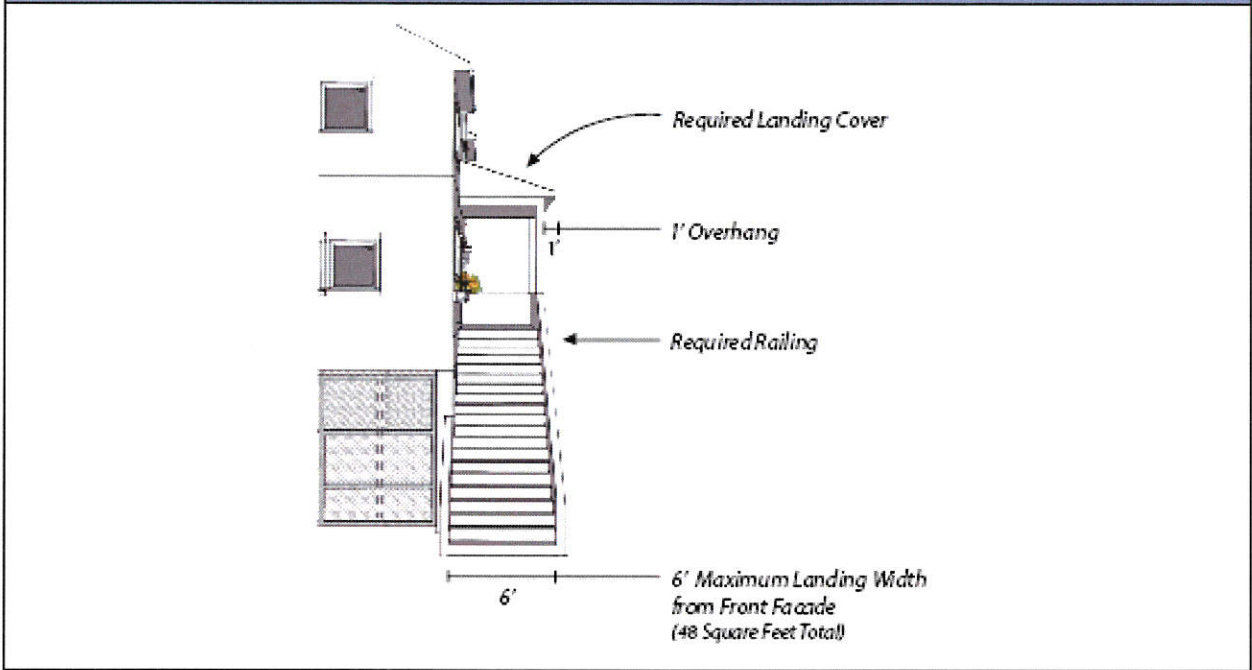 Required Landing Cover
1' Overhang
1'
Required Railing
6' Maximum Landing Width
from Front Facade
(48 Square Feet Total)
6'